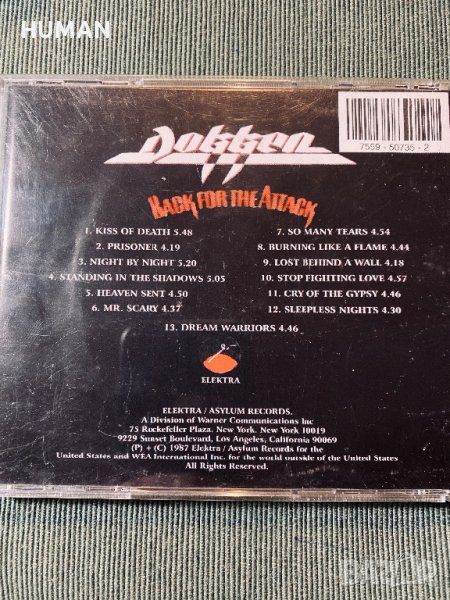 HUMAN
7559 - 60735 - 2
DOKKEN
BACK FOR THE ATTACK
1. KISS OF DEATH 5.48
2. PRISONER 4.19
3. NIGHT BY NIGHT 5.20
4. STANDING IN THE SHADOWS 5.05
5. HEAVEN SENT 4.50
6. MR. SCARY 4.37
7. SO MANY TEARS 4.54
8. BURNING LIKE A FLAME 4.44
9. LOST BEHIND A WALL 4.18
10. STOP FIGHTING LOVE 4.57
11. CRY OF THE GYPSY 4.46
12. SLEEPLESS NIGHTS 4.30
13. DREAM WARRIORS 4.46
ELEKTRA
ELEKTRA / ASYLUM RECORDS,
A Division of Warner Communications Inc
75 Rockefeller Plaza. New York. New York 10019
9229 Sunset Boulevard, Los Angeles, California 90069
(P) + (C) 1987 Elektra / Asylum Records for the
United States and WEA International Inc. for the world outside of the United States
All Rights Reserved.